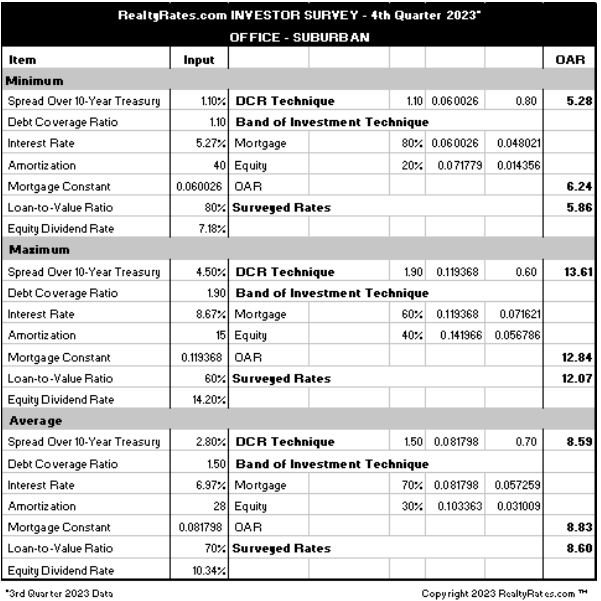 RealtyRates.com INVESTOR SURVEY - 4th Quarter 2023*
OFFICE - SUBURBAN
Item Input OAR
Minimum
Spread Over 10-Year Treasury 1.10% DCR Technique 1.10 0.060026 0.80 5.28
Debt Coverage Ratio 1.10 Band of Investment Technique
Interest Rate 5.27% Mortgage 80% 0.060026 0.048021
Amortization 40 Equity 20% 0.071779 0.014356
Mortgage Constant 0.060026 OAR 6.24
Loan-to-Value Ratio 80% Surveyed Rates 5.86
Equity Dividend Rate 7.18%
Maximum
Spread Over 10-Year Treasury 4.50% DCR Technique 1.90 0.119368 0.60 13.61
Debt Coverage Ratio 1.90 Band of Investment Technique
Interest Rate 8.67% Mortgage 60% 0.119368 0.071621
Amortization 15 Equity 40% 0.141966 0.056786
Mortgage Constant 0.119368 OAR 12.84
Loan-to-Value Ratio 60% Surveyed Rates 12.07
Equity Dividend Rate 14.20%
Average
Spread Over 10-Year Treasury 2.80% DCR Technique 1.50 0.081798 0.70 8.59
Debt Coverage Ratio 1.50 Band of Investment Technique
Interest Rate 6.97% Mortgage 70% 0.081798 0.057259
Amortization 28 Equity 30% 0.103363 0.031009
Mortgage Constant 0.081798 OAR 8.83
Loan-to-Value Ratio 70% Surveyed Rates 8.60
Equity Dividend Rate 10.34%
*3rd Quarter 2023 Data Copyright 2023 RealtyRates.com ™